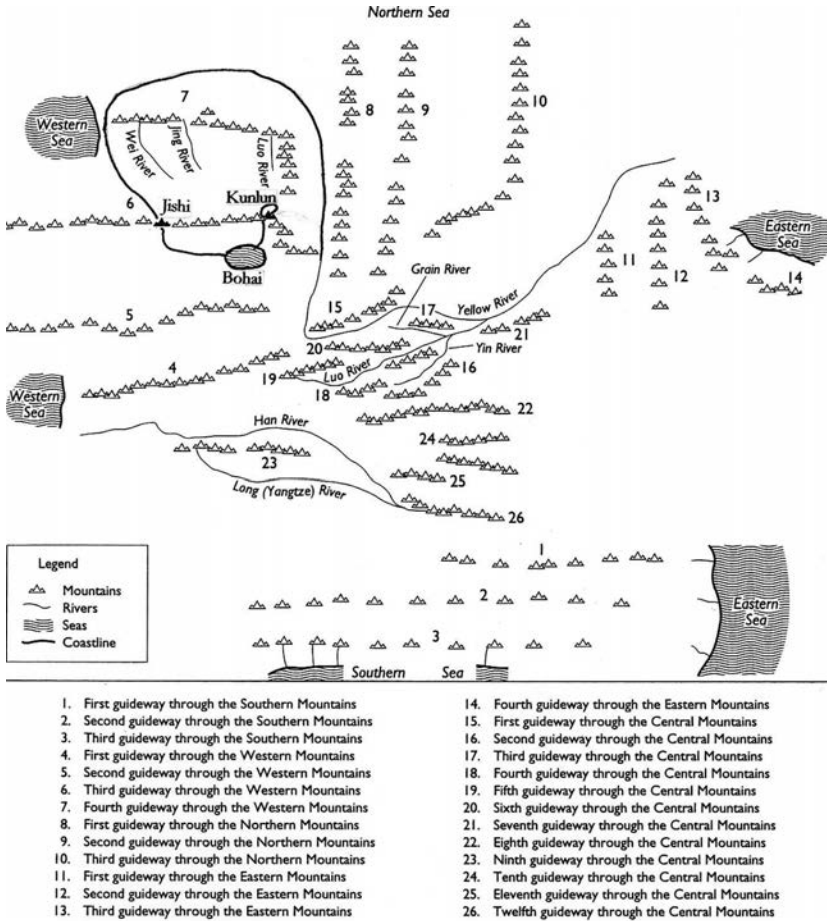 Northern Sea
7
8
9
10
Western
Sea
Wei River
Jing River
Luo River
6
Jishi
Kunlun
13
Eastern
Sea
Bohai
11
12
14
Grain River
5
15
17
Yellow River
21
20
Yin River
4
19
Luo River
16
18
Western
Sea
22
Han River
24
23
25
Long (Yangtze) River
26
1
Legend
Mountains
Rivers
Seas
Coastline
2
Eastern
Sea
3
Southern Sea
1. First guideway through the Southern Mountains
2. Second guideway through the Southern Mountains
3. Third guideway through the Southern Mountains
4. First guideway through the Western Mountains
5. Second guideway through the Western Mountains
6. Third guideway through the Western Mountains
7. Fourth guideway through the Western Mountains
8. First guideway through the Northern Mountains
9. Second guideway through the Northern Mountains
10. Third guideway through the Northern Mountains
11. First guideway through the Eastern Mountains
12. Second guideway through the Eastern Mountains
13. Third guideway through the Eastern Mountains
14. Fourth guideway through the Eastern Mountains
15. First guideway through the Central Mountains
16. Second guideway through the Central Mountains
17. Third guideway through the Central Mountains
18. Fourth guideway through the Central Mountains
19. Fifth guideway through the Central Mountains
20. Sixth guideway through the Central Mountains
21. Seventh guideway through the Central Mountains
22. Eighth guideway through the Central Mountains
23. Ninth guideway through the Central Mountains
24. Tenth guideway through the Central Mountains
25. Eleventh guideway through the Central Mountains
26. Twelfth guideway through the Central Mountains